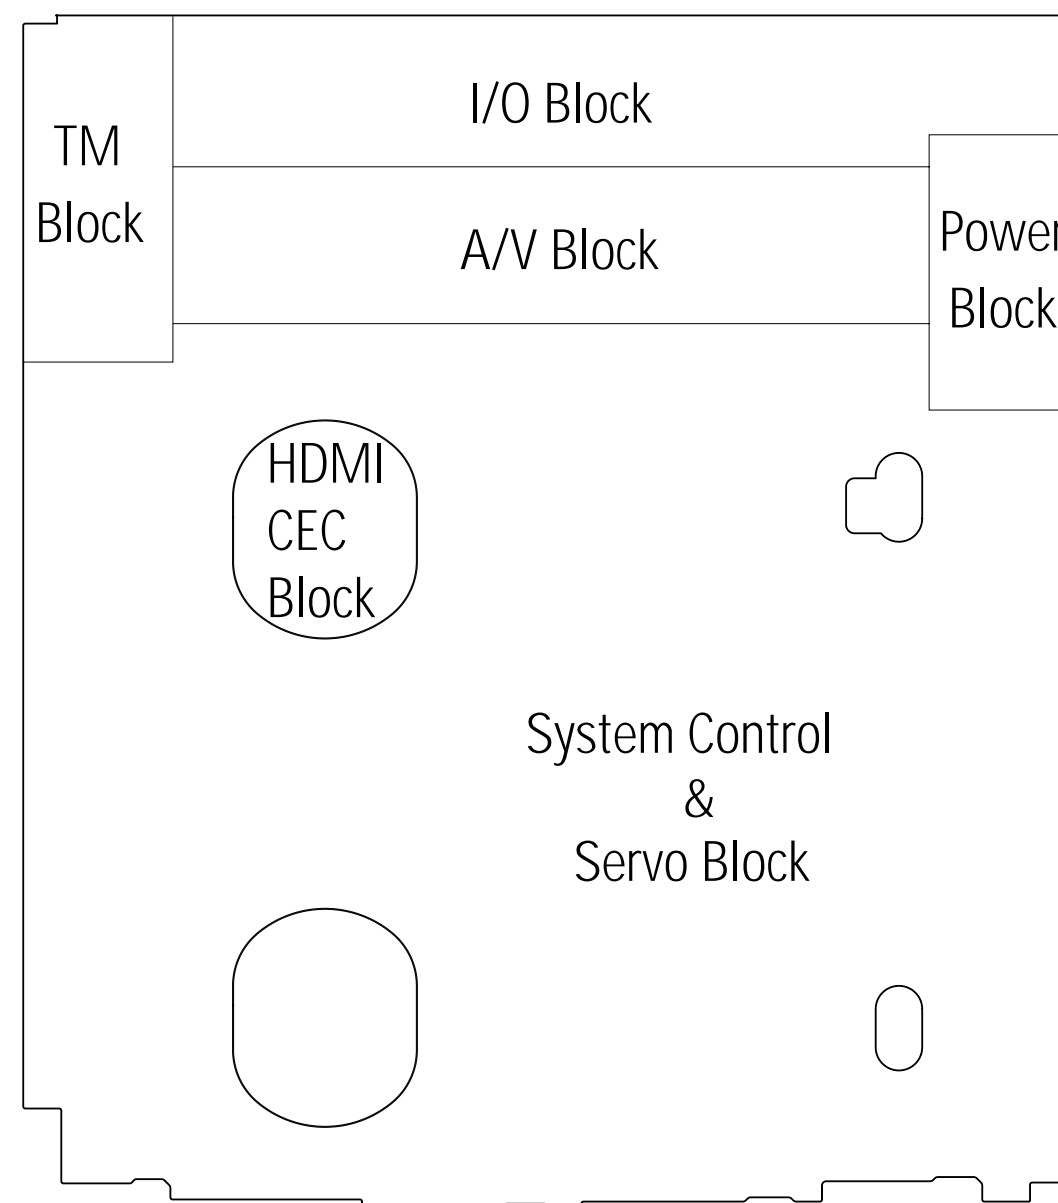 I/O Block
TM
Block
A/V Block
Power
Block
HDMI
CEC
Block
System Control
&
Servo Block